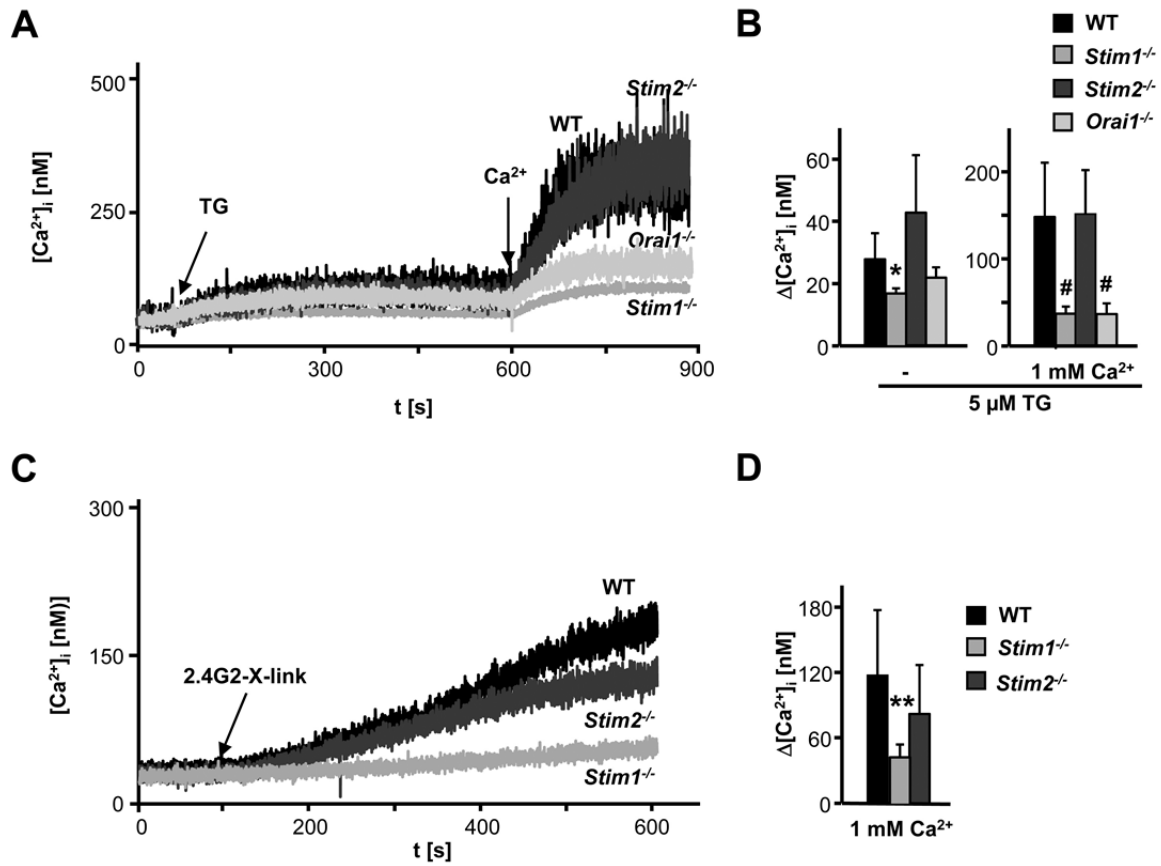 A
500
250
0
[Ca²⁺]ᵢ [nM]
TG
Ca²⁺
WT
Stim2⁻/⁻
Orai1⁻/⁻
Stim1⁻/⁻
0 300 600 900
t [s]
B
WT
Stim1⁻/⁻
Stim2⁻/⁻
Orai1⁻/⁻
Δ[Ca²⁺]ᵢ [nM]
60
40
20
0
*
200
100
0
# #
- 1 mM Ca²⁺
5 µM TG
C
300
150
0
[Ca²⁺]ᵢ [nM)]
2.4G2-X-link
WT
Stim2⁻/⁻
Stim1⁻/⁻
0 200 400 600
t [s]
D
Δ[Ca²⁺]ᵢ [nM]
180
120
60
0
**
1 mM Ca²⁺
WT
Stim1⁻/⁻
Stim2⁻/⁻